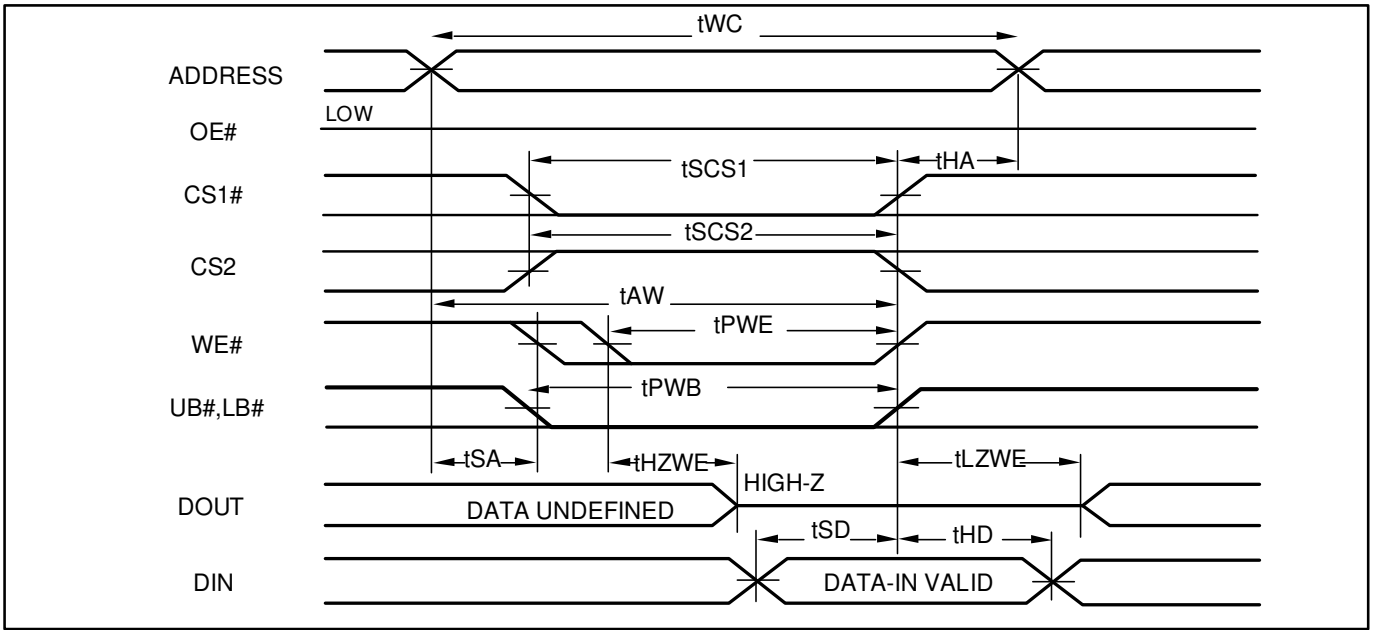 tWC
ADDRESS
LOW
OE#
tSCS1
tHA
CS1#
tSCS2
CS2
tAW
tPWE
WE#
tPWB
UB#,LB#
tSA
tHZWE
tLZWE
HIGH-Z
DOUT
DATA UNDEFINED
tSD
tHD
DIN
DATA-IN VALID